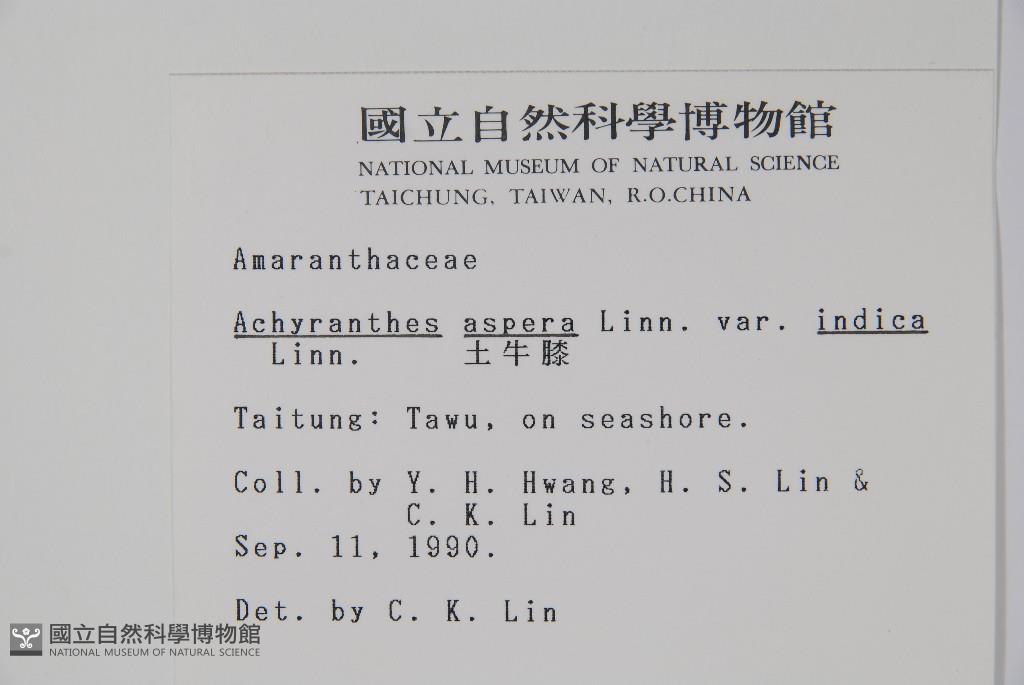 國立自然科學博物館
NATIONAL MUSEUM OF NATURAL SCIENCE
TAICHUNG, TAIWAN, R.O.CHINA
Amaranthaceae
Achyranthes aspera Linn. var. indica
Linn. 土牛膝
Taitung: Tawu, on seashore.
Coll. by Y. H. Hwang, H. S. Lin &
C. K. Lin
Sep. 11, 1990.
Det. by C. K. Lin
國立自然科學博物館
NATIONAL MUSEUM OF NATURAL SCIENCE